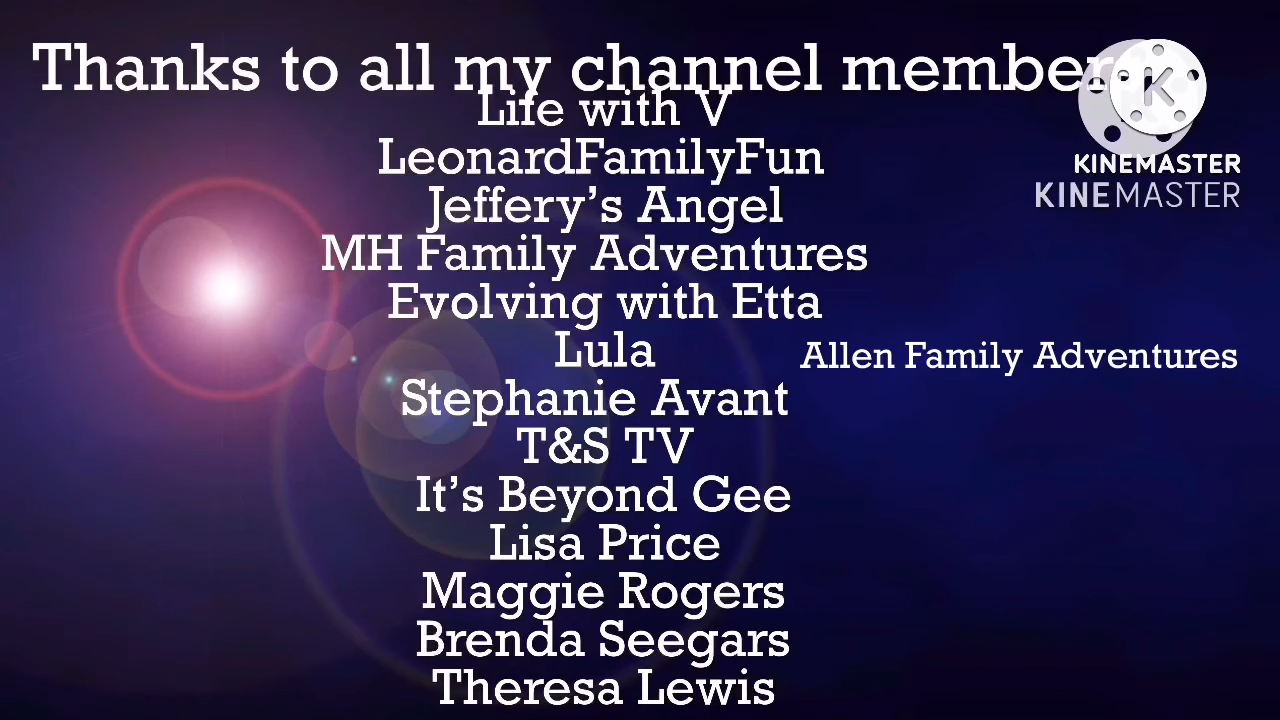 Thanks to all my channel member
Life with V
LeonardFamilyFun
Jeffery's Angel
MH Family Adventures
Evolving with Etta
Lula
Allen Family Adventures
Stephanie Avant
T&S TV
It's Beyond Gee
Lisa Price
Maggie Rogers
Brenda Seegars
Theresa Lewis
K
KINEMASTER
KINEMASTER